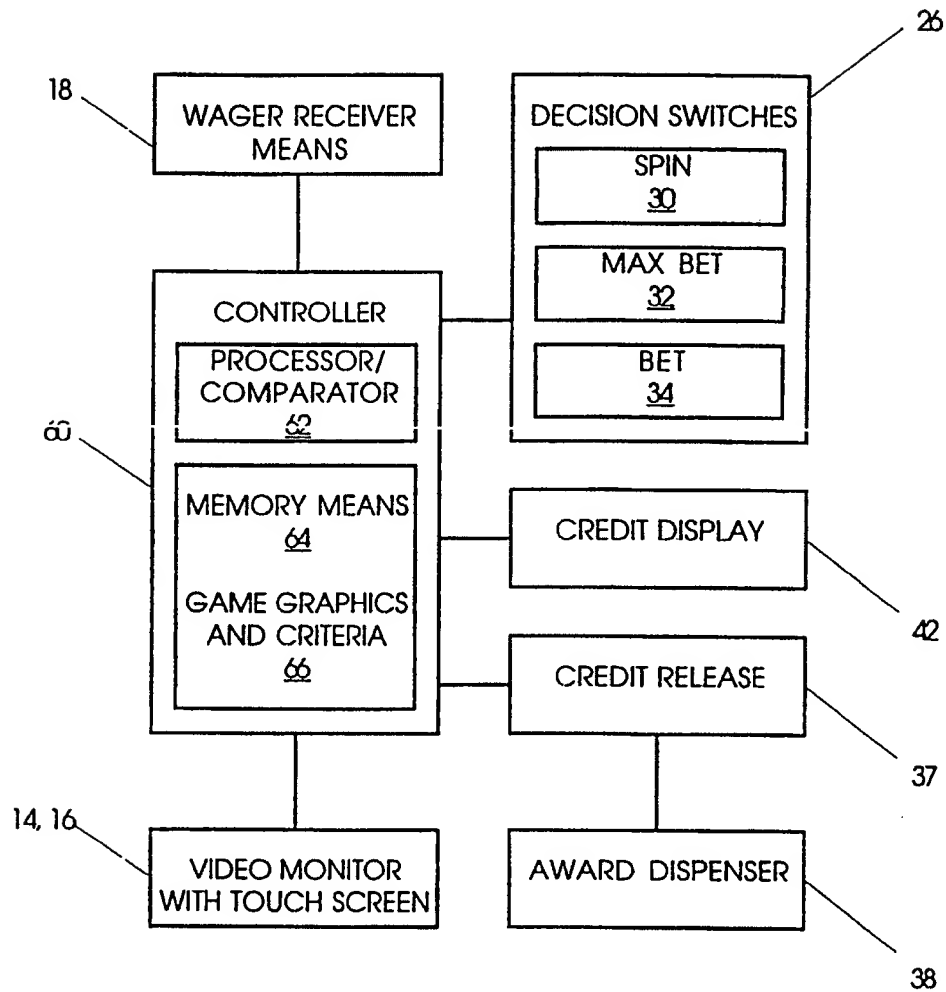 26
18
WAGER RECEIVER
MEANS
DECISION SWITCHES
SPIN
30
MAX BET
32
BET
34
CONTROLLER
PROCESSOR/
COMPARATOR
62
60
MEMORY MEANS
64
GAME GRAPHICS
AND CRITERIA
66
CREDIT DISPLAY
42
CREDIT RELEASE
37
14, 16
VIDEO MONITOR
WITH TOUCH SCREEN
AWARD DISPENSER
38